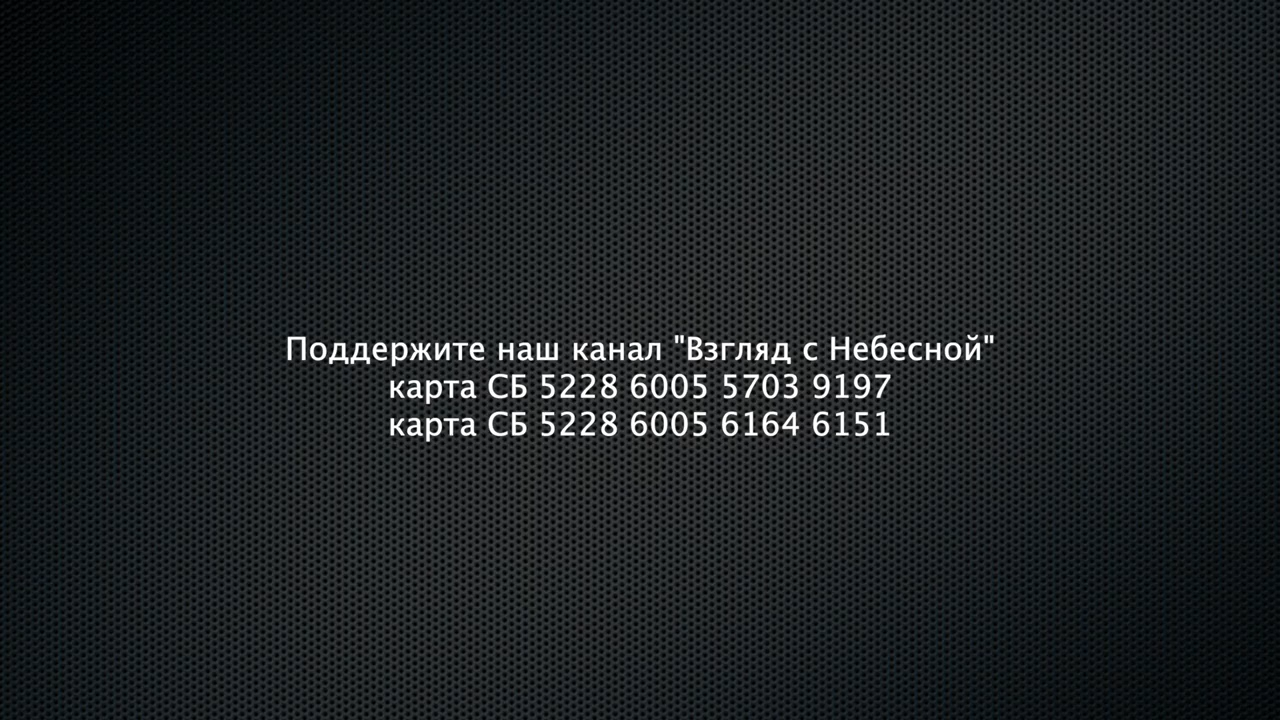 Поддержите наш канал "Взгляд с Небесной"
карта СБ 5228 6005 5703 9197
карта СБ 5228 6005 6164 6151